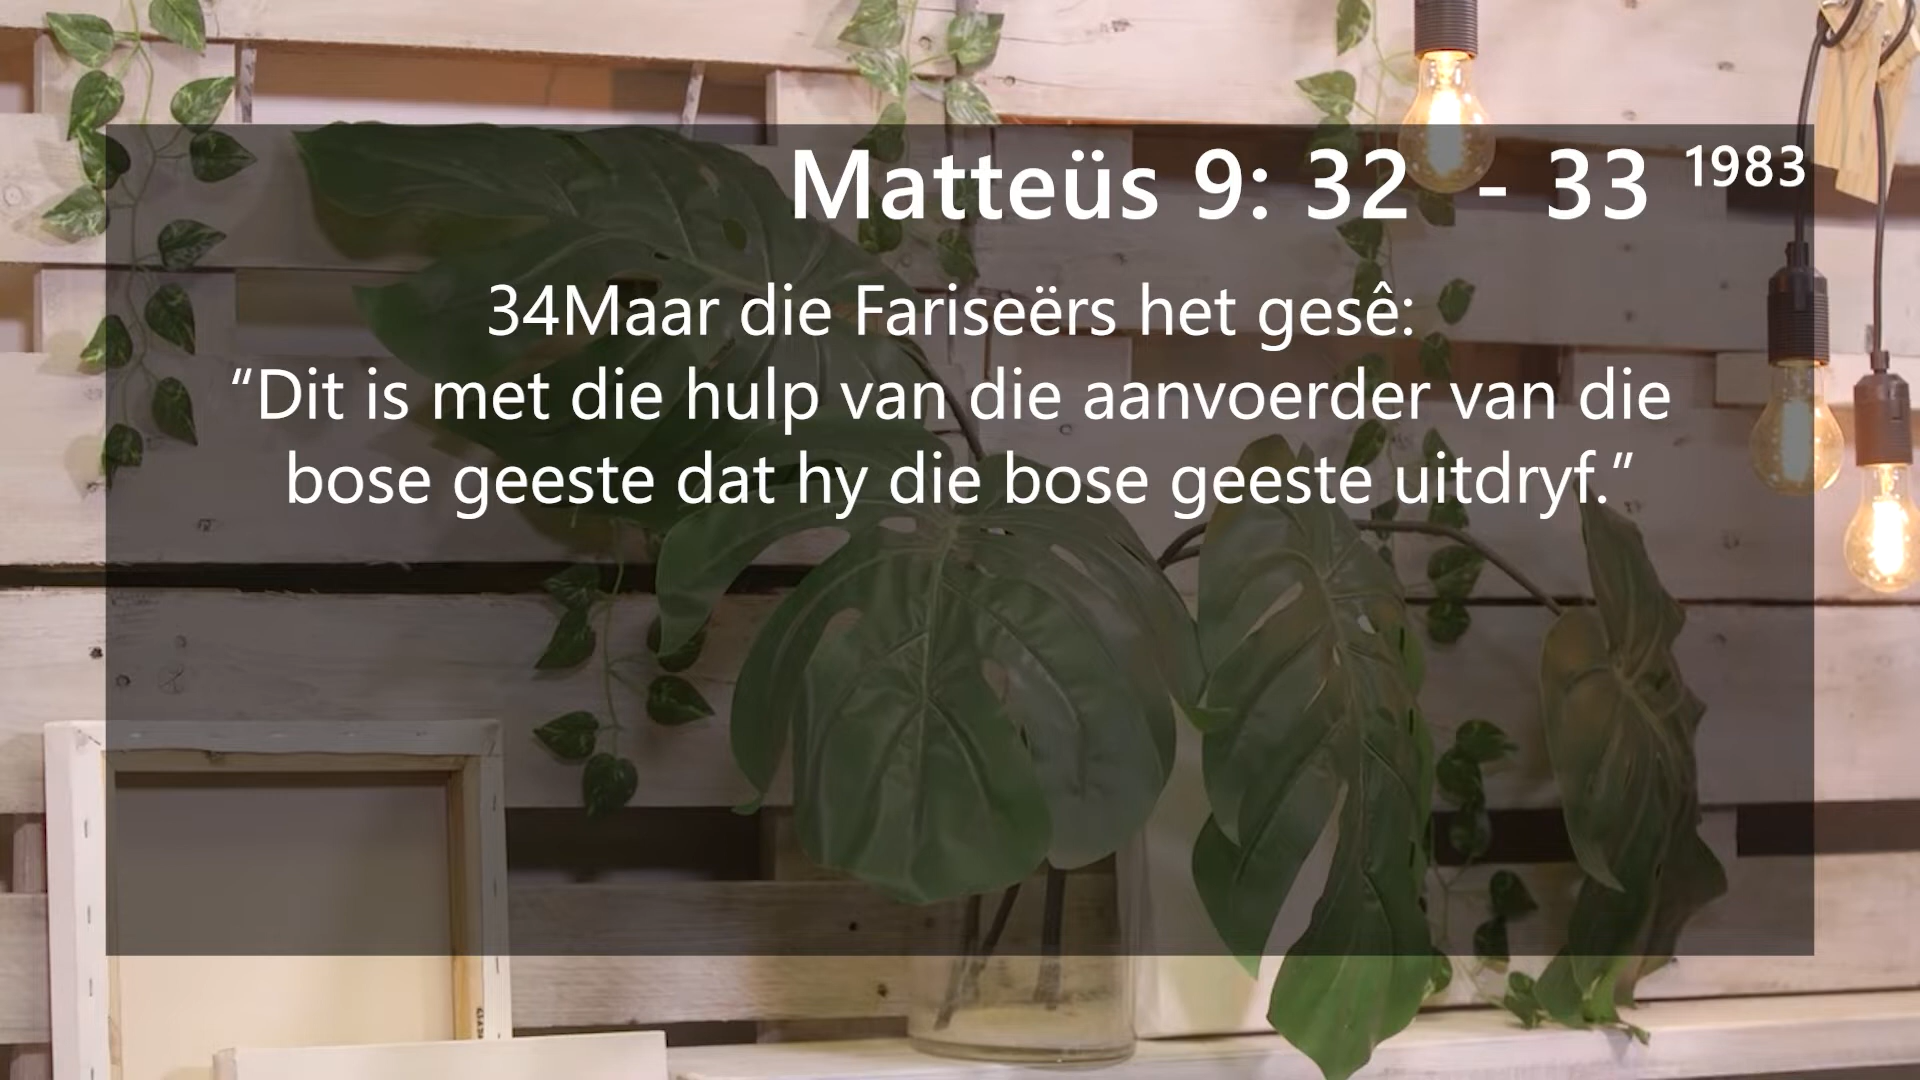 Matteüs 9: 32 - 33 1983
34Maar die Fariseërs het gesê:
“Dit is met die hulp van die aanvoerder van die
bose geeste dat hy die bose geeste uitdryf.”